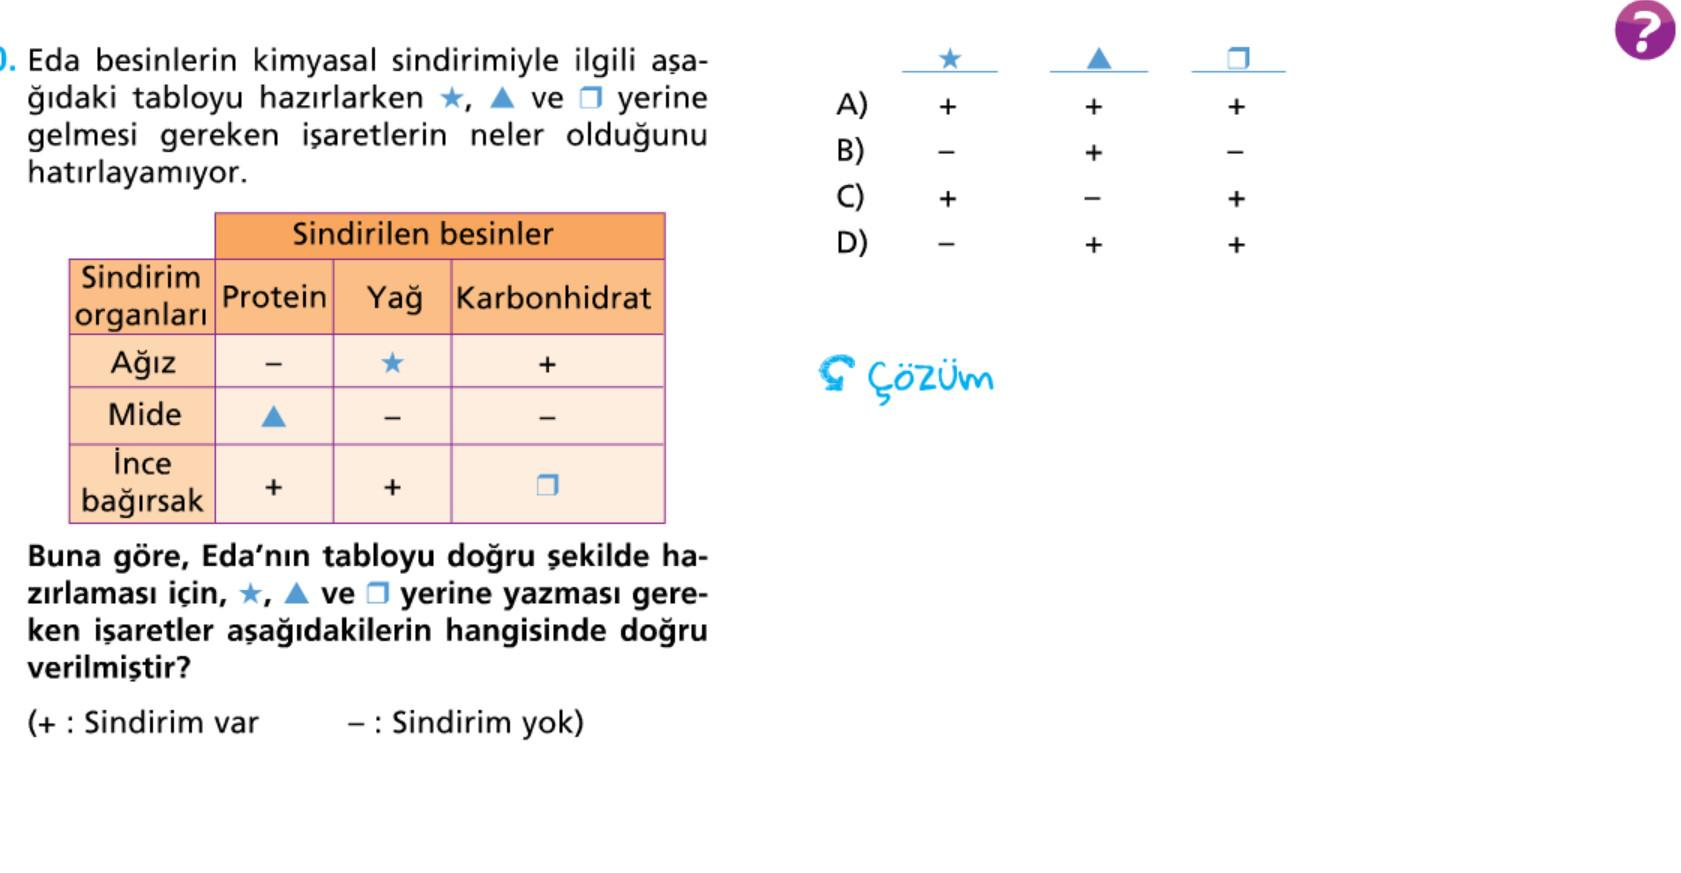 0. Eda besinlerin kimyasal sindirimiyle ilgili aşa-
ğıdaki tabloyu hazırlarken ★, ▲ ve ❒ yerine
gelmesi gereken işaretlerin neler olduğunu
hatırlayamıyor.
Sindirilen besinler
Sindirim organları Protein Yağ Karbonhidrat
Ağız – ★ +
Mide ▲ – –
İnce bağırsak + + ❒
Buna göre, Eda’nın tabloyu doğru şekilde ha-
zırlaması için, ★, ▲ ve ❒ yerine yazması gere-
ken işaretler aşağıdakilerin hangisinde doğru
verilmiştir?
(+ : Sindirim var – : Sindirim yok)
★ ▲ ❒
A) + + +
B) – + –
C) + – +
D) – + +
Çözüm
?